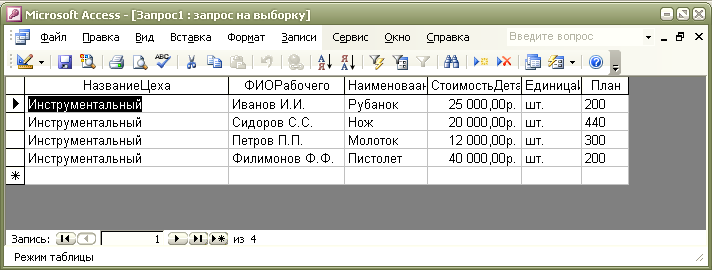 Microsoft Access - [Запрос1 : запрос на выборку]
Файл Правка Вид Вставка Формат Записи Сервис Окно Справка Введите вопрос
НазваниеЦеха ФИОРабочего Наименоваан СтоимостьДета ЕдиницаИ План
Инструментальный Иванов И.И. Рубанок 25 000,00р. шт. 200
Инструментальный Сидоров С.С. Нож 20 000,00р. шт. 440
Инструментальный Петров П.П. Молоток 12 000,00р. шт. 300
Инструментальный Филимонов Ф.Ф. Пистолет 40 000,00р. шт. 200
Запись: 1 из 4
Режим таблицы